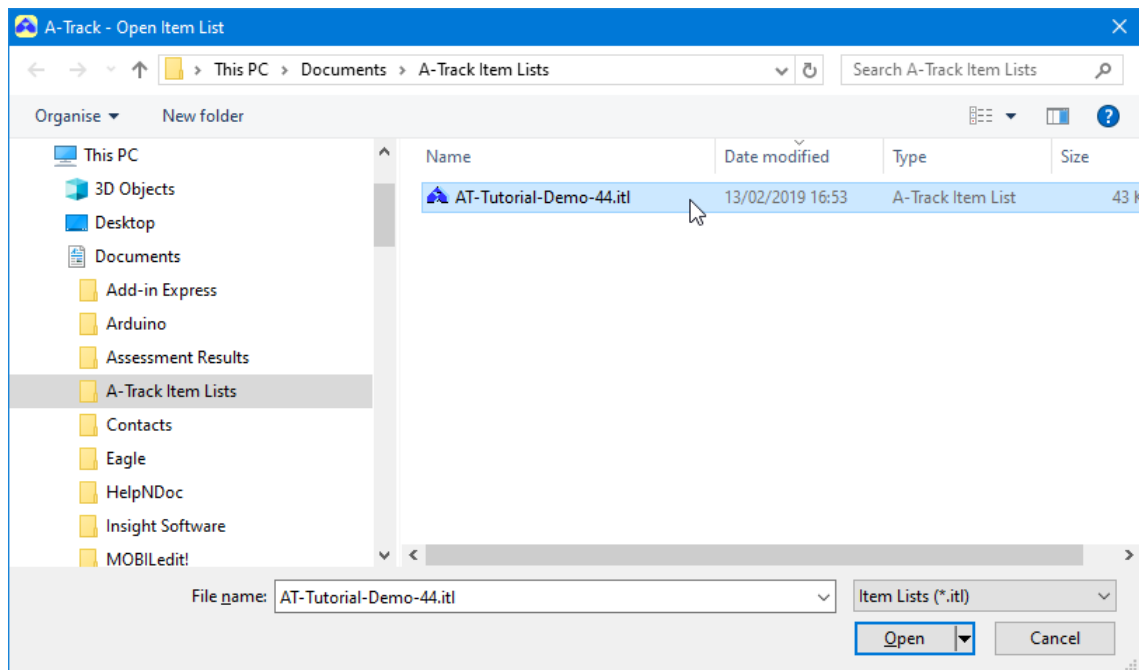 A-Track - Open Item List
This PC > Documents > A-Track Item Lists
Search A-Track Item Lists
Organise New folder
Name Date modified Type Size
AT-Tutorial-Demo-44.itl 13/02/2019 16:53 A-Track Item List 43
This PC
3D Objects
Desktop
Documents
Add-in Express
Arduino
Assessment Results
A-Track Item Lists
Contacts
Eagle
HelpNDoc
Insight Software
MOBILedit!
File name: AT-Tutorial-Demo-44.itl Item Lists (*.itl)
Open Cancel